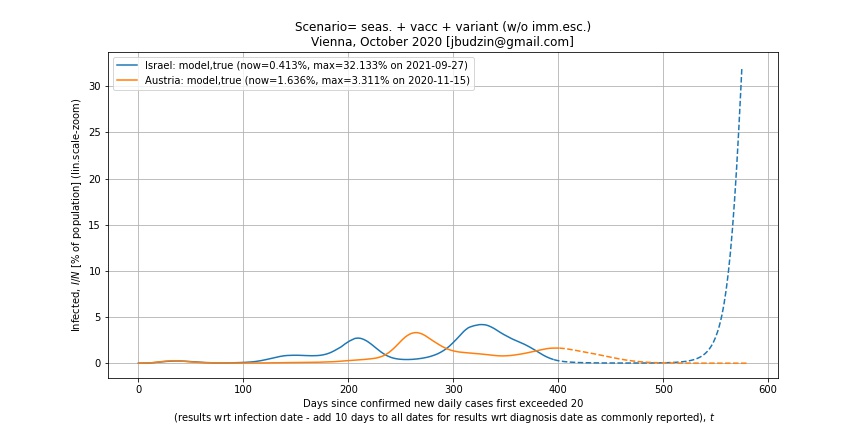 Scenario= seas. + vacc + variant (w/o imm.esc.)
Vienna, October 2020 [jbudzin@gmail.com]
Israel: model,true (now=0.413%, max=32.133% on 2021-09-27)
Austria: model,true (now=1.636%, max=3.311% on 2020-11-15)
Infected, I/N [% of population] (lin.scale-zoom)
30
25
20
15
10
5
0
0 100 200 300 400 500 600
Days since confirmed new daily cases first exceeded 20
(results wrt infection date - add 10 days to all dates for results wrt diagnosis date as commonly reported), t